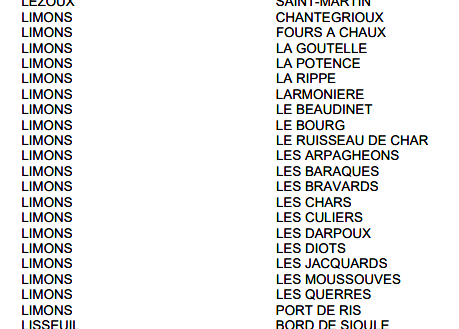 LEZOUX SAINT-MARTIN
LIMONS CHANTEGRIOUX
LIMONS FOURS A CHAUX
LIMONS LA GOUTELLE
LIMONS LA POTENCE
LIMONS LA RIPPE
LIMONS LARMONIERE
LIMONS LE BEAUDINET
LIMONS LE BOURG
LIMONS LE RUISSEAU DE CHAR
LIMONS LES ARPAGHEONS
LIMONS LES BARAQUES
LIMONS LES BRAVARDS
LIMONS LES CHARS
LIMONS LES CULIERS
LIMONS LES DARPOUX
LIMONS LES DIOTS
LIMONS LES JACQUARDS
LIMONS LES MOUSSOUVES
LIMONS LES QUERRES
LIMONS PORT DE RIS
LISSEUIL BORD DE SIOULE